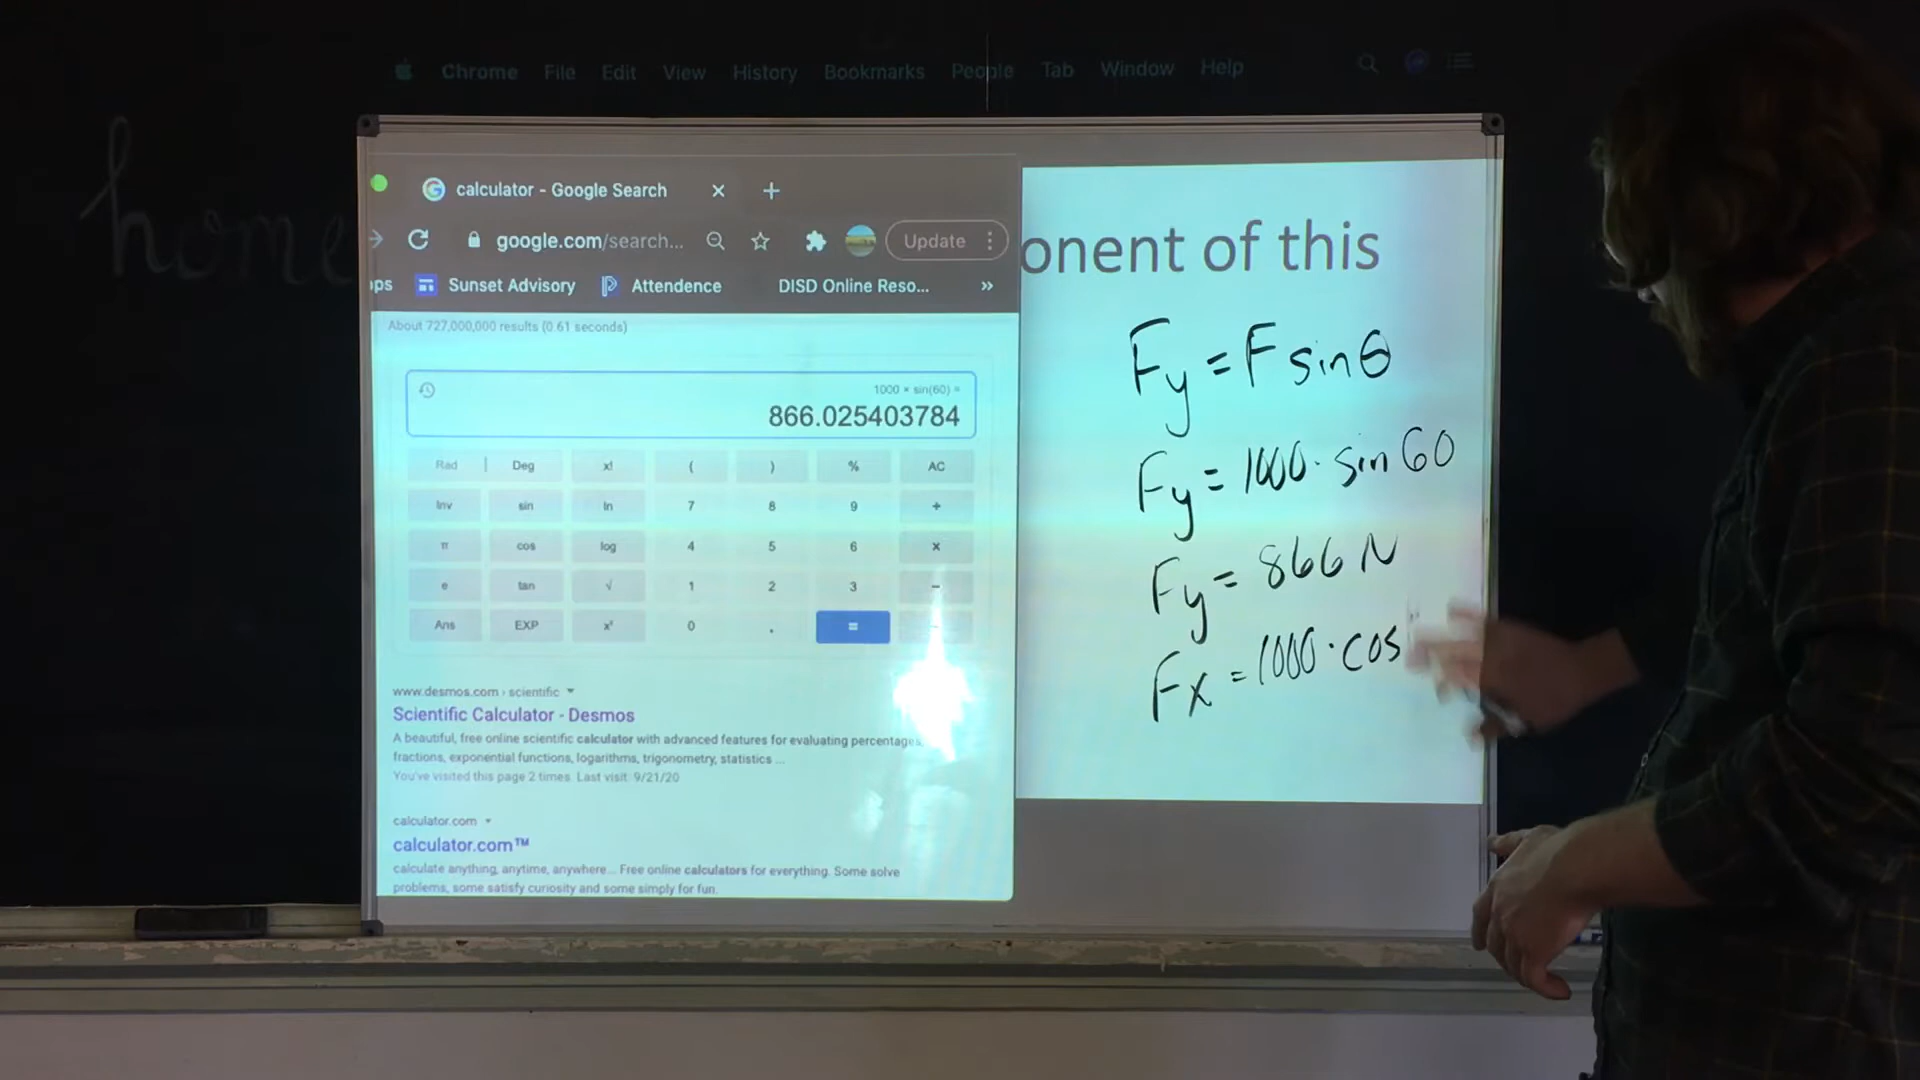 Chrome File Edit View History Bookmarks People Tab Window Help
home
calculator - Google Search
google.com/search... Update
ps Sunset Advisory Attendence DISD Online Reso... »
About 727,000,000 results (0.61 seconds)
1000 × sin(60) =
866.025403784
Rad | Deg x! ( ) % AC
Inv sin ln 7 8 9 ÷
π cos log 4 5 6 ×
e tan √ 1 2 3 −
Ans EXP 0 . =
www.desmos.com › scientific
Scientific Calculator - Desmos
A beautiful, free online scientific calculator with advanced features for evaluating percentages,
fractions, exponential functions, logarithms, trigonometry, statistics ...
You've visited this page 2 times. Last visit: 9/21/20
calculator.com
calculator.com™
calculate anything, anytime, anywhere... Free online calculators for everything. Some solve
problems, some satisfy curiosity and some simply for fun.
onent of this
Fy = F sinθ
Fy = 1000 · sin 60
Fy = 866 N
Fx = 1000 · cos